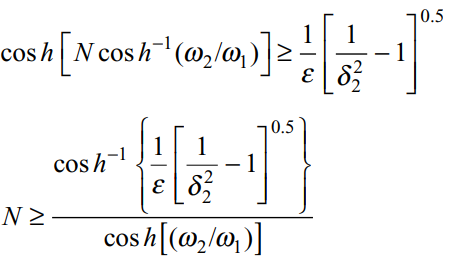 cos h[N cos h⁻¹(ω₂/ω₁)] ≥ 1/ε [1/δ₂² − 1]^0.5
N ≥ cos h⁻¹{1/ε [1/δ₂² − 1]^0.5} / cos h[(ω₂/ω₁)]